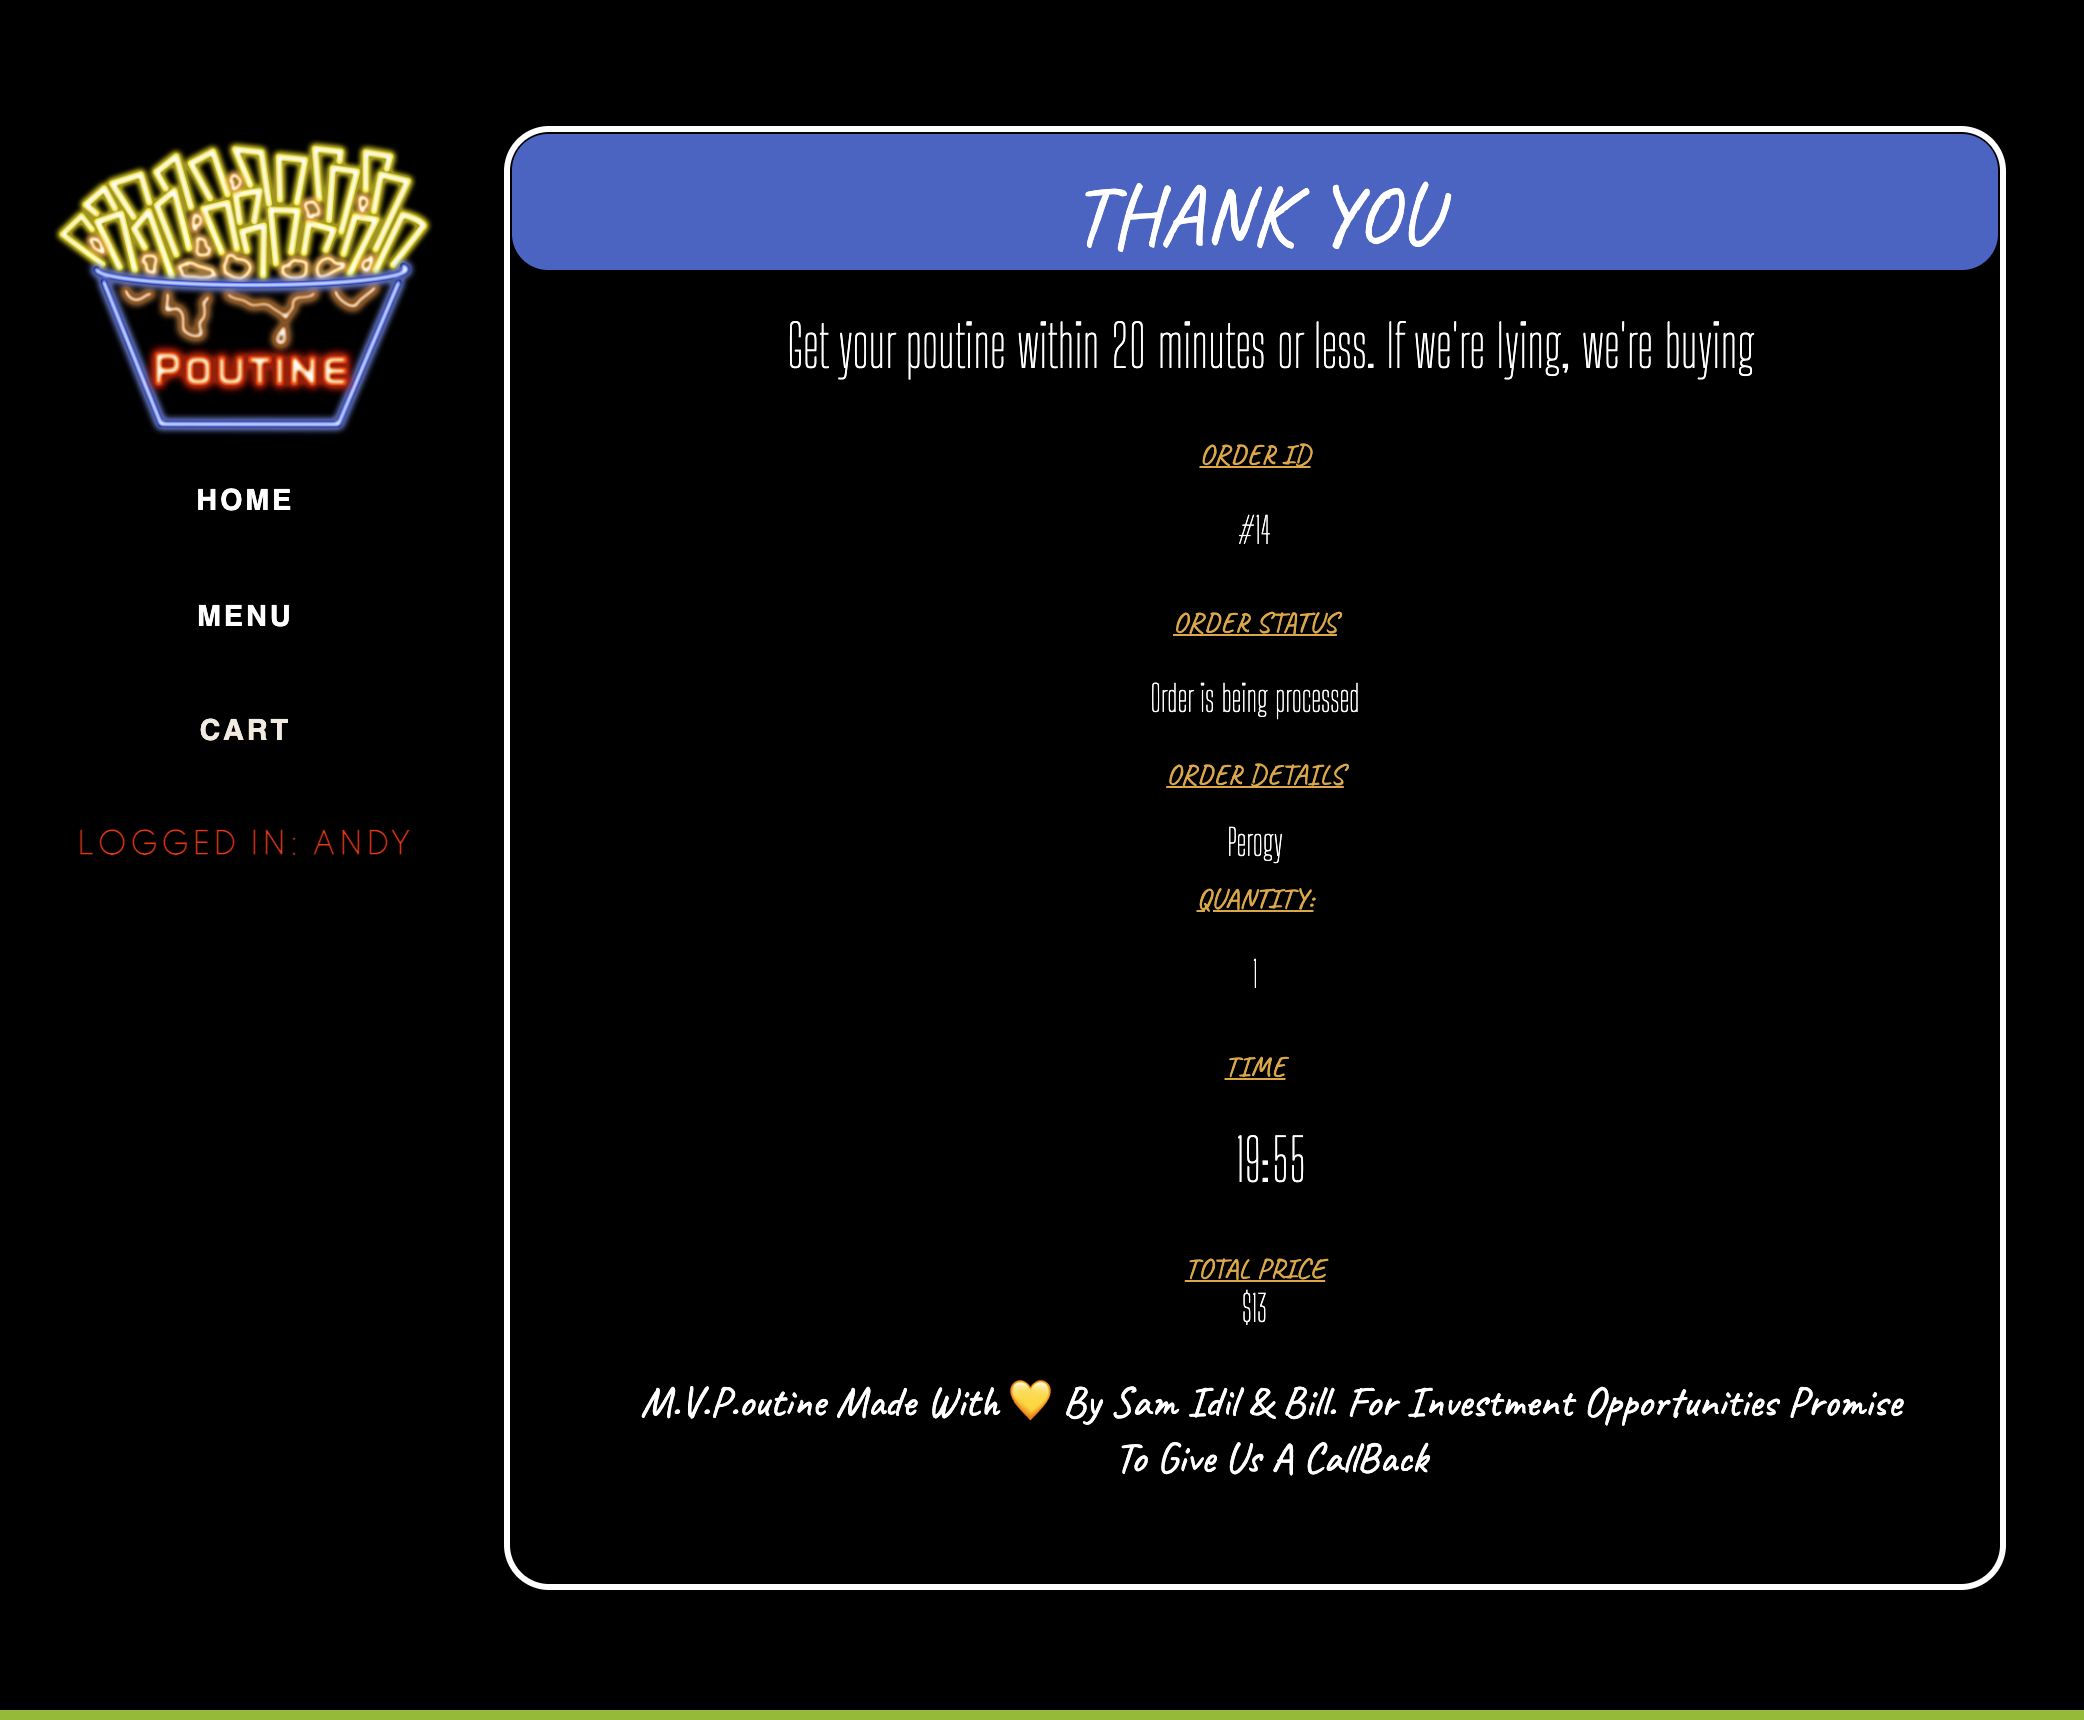 POUTINE
HOME
MENU
CART
LOGGED IN: ANDY
THANK YOU
Get your poutine within 20 minutes or less. If we're lying, we're buying
ORDER ID
#14
ORDER STATUS
Order is being processed
ORDER DETAILS
Perogy
QUANTITY:
1
TIME
19:55
TOTAL PRICE
$13
M.V.P.outine Made With 💛 By Sam Idil & Bill. For Investment Opportunities Promise
To Give Us A CallBack